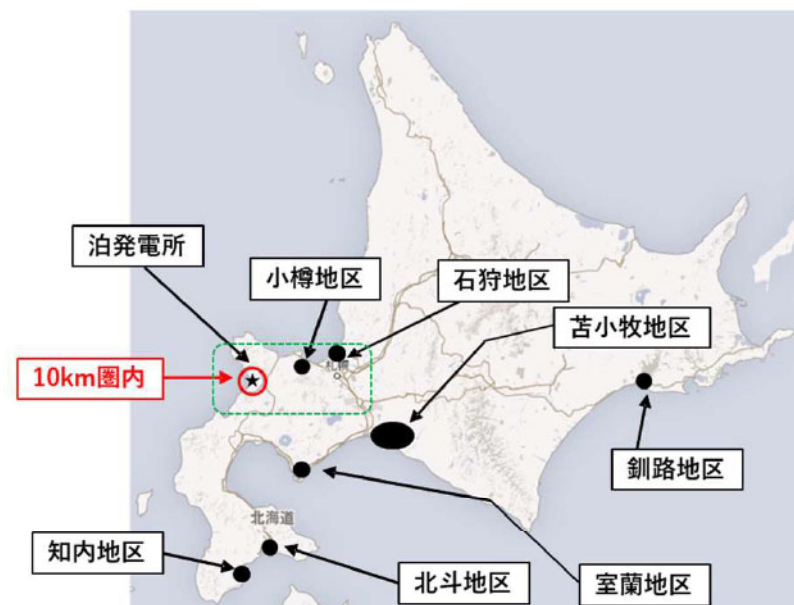 泊発電所
小樽地区
石狩地区
苫小牧地区
札幌
10km圏内
釧路地区
北海道
知内地区
北斗地区
室蘭地区